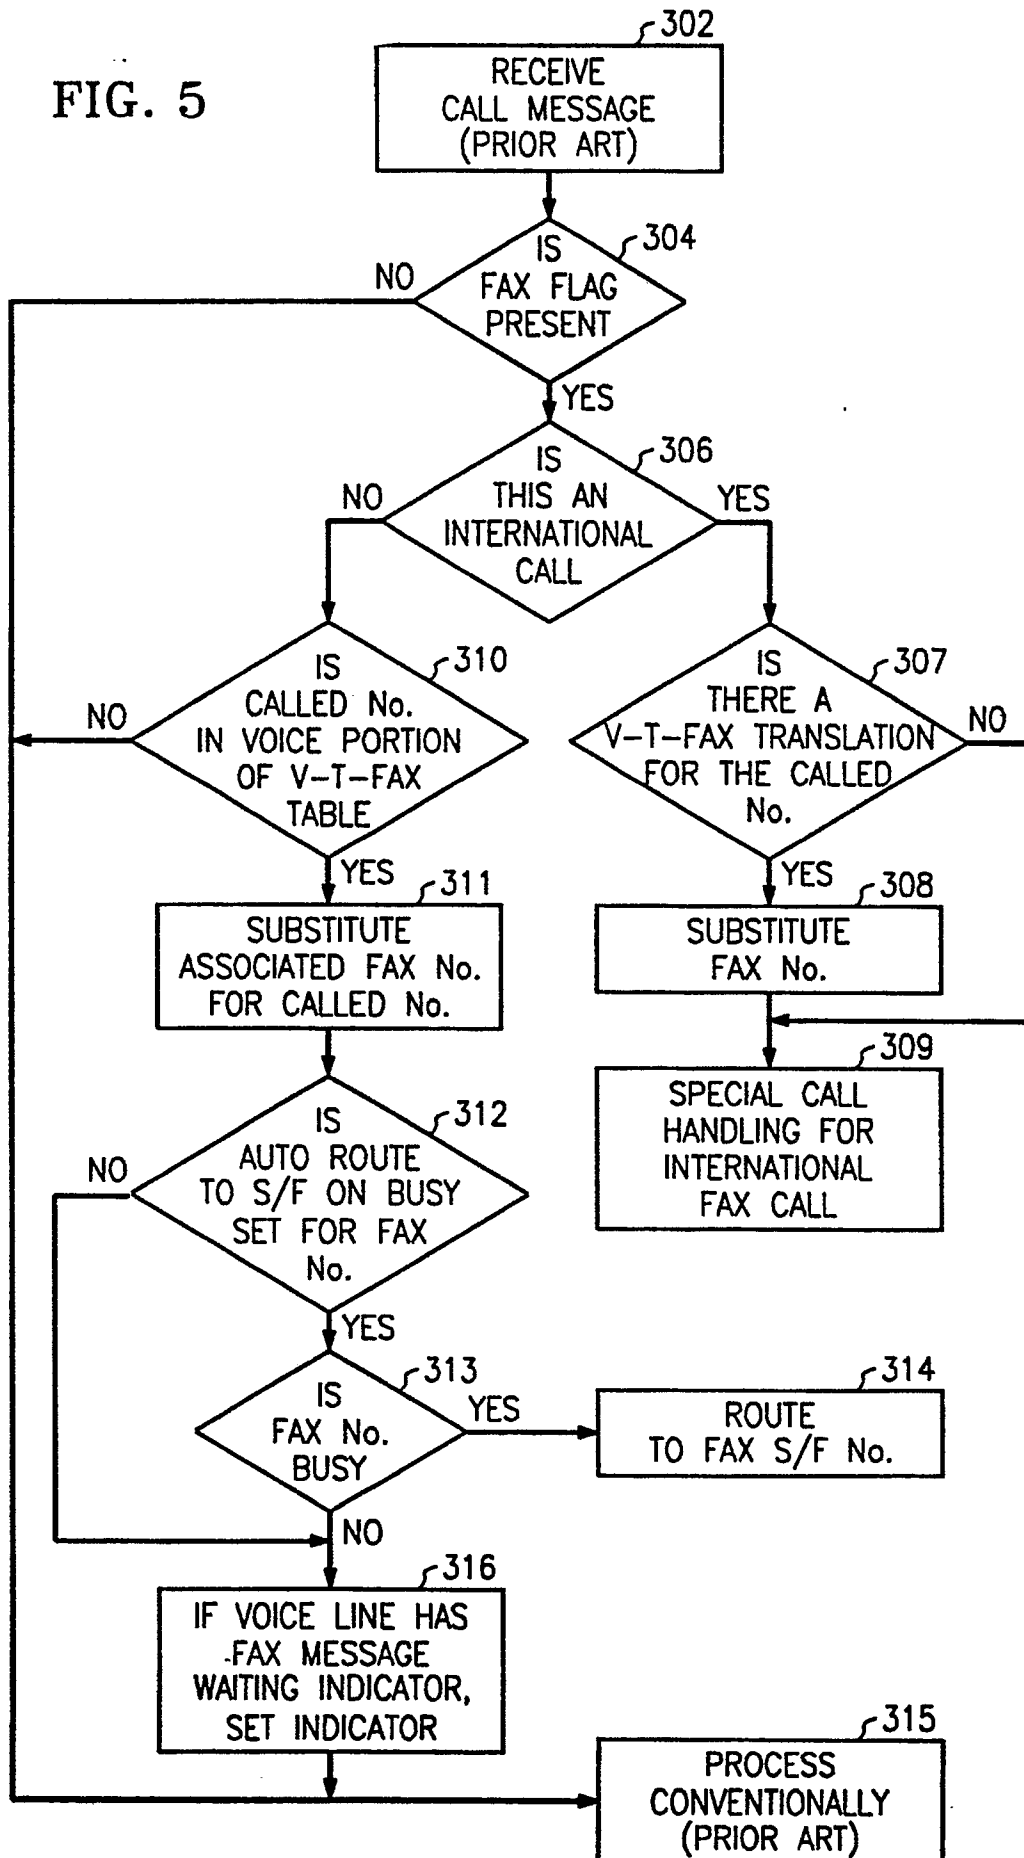 FIG. 5
302
RECEIVE
CALL MESSAGE
(PRIOR ART)
304
IS
FAX FLAG
PRESENT
NO
YES
306
IS
THIS AN
INTERNATIONAL
CALL
NO
YES
310
IS
CALLED No.
IN VOICE PORTION
OF V-T-FAX
TABLE
NO
YES
307
IS
THERE A
V-T-FAX TRANSLATION
FOR THE CALLED
No.
NO
YES
311
SUBSTITUTE
ASSOCIATED FAX No.
FOR CALLED No.
308
SUBSTITUTE
FAX No.
309
SPECIAL CALL
HANDLING FOR
INTERNATIONAL
FAX CALL
312
IS
AUTO ROUTE
TO S/F ON BUSY
SET FOR FAX
No.
NO
YES
313
IS
FAX No.
BUSY
YES
NO
314
ROUTE
TO FAX S/F No.
316
IF VOICE LINE HAS
FAX MESSAGE
WAITING INDICATOR,
SET INDICATOR
315
PROCESS
CONVENTIONALLY
(PRIOR ART)